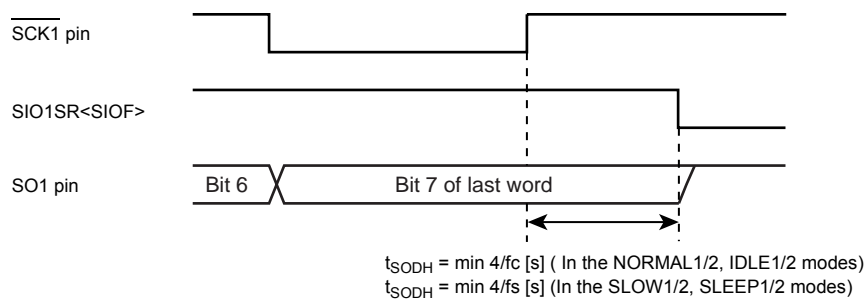 SCK1 pin
SIO1SR<SIOF>
SO1 pin
Bit 6
Bit 7 of last word
tSODH = min 4/fc [s] ( In the NORMAL1/2, IDLE1/2 modes)
tSODH = min 4/fs [s] (In the SLOW1/2, SLEEP1/2 modes)